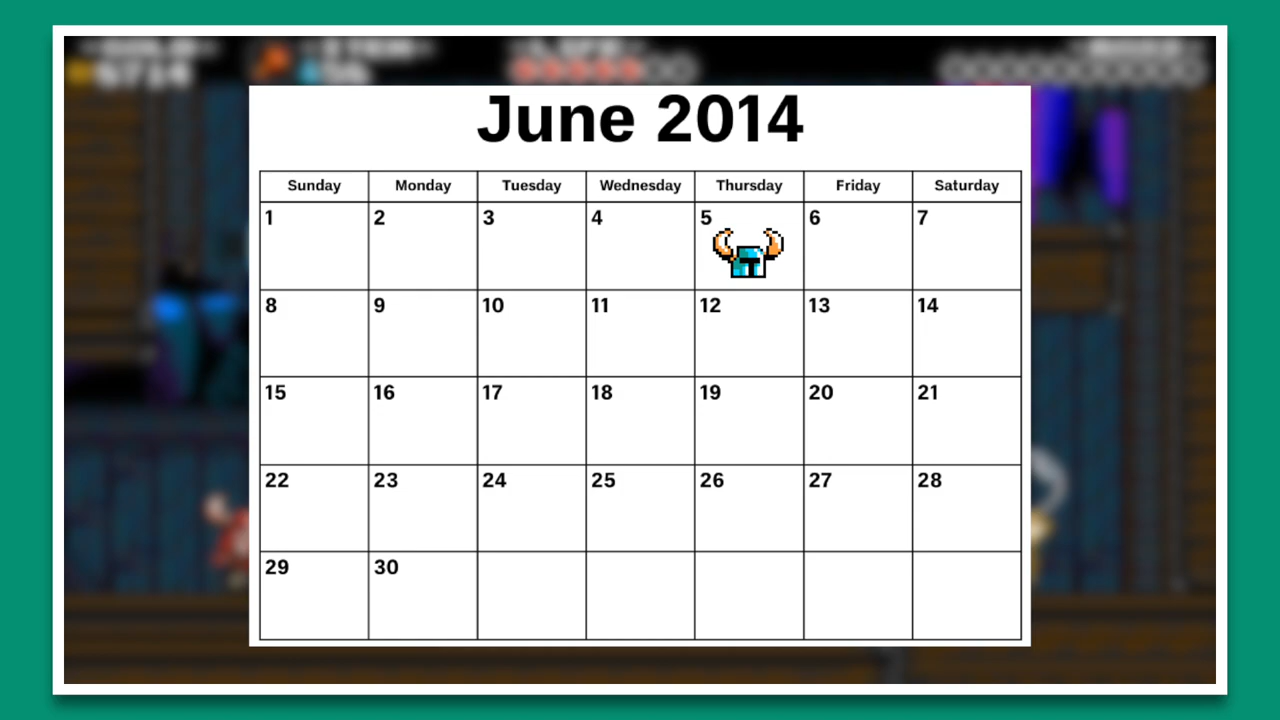 June 2014
Sunday Monday Tuesday Wednesday Thursday Friday Saturday
1 2 3 4 5 6 7
8 9 10 11 12 13 14
15 16 17 18 19 20 21
22 23 24 25 26 27 28
29 30